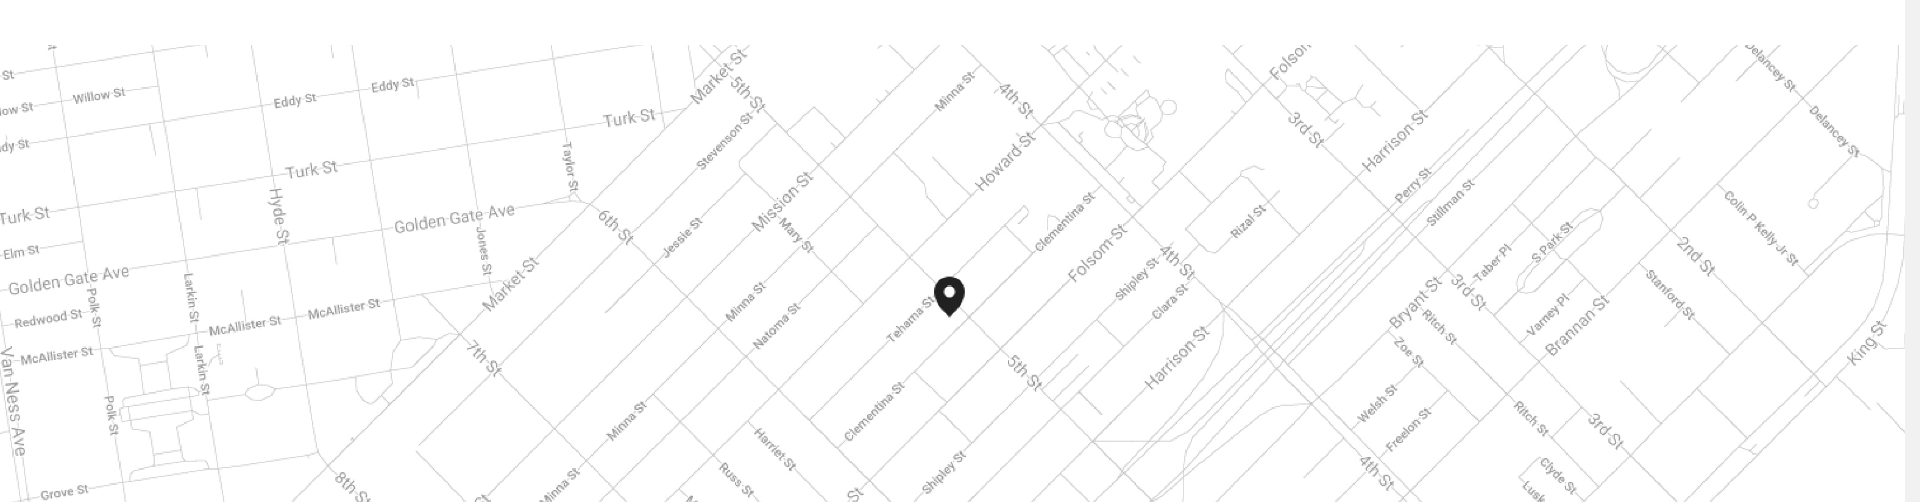 St
Willow St
Eddy St
Eddy St
Market St
5th St
Minna St
4th St
Folsom
Delancey St
Delancey St
ow St
dy St
Turk St
Turk St
Turk St
Taylor St
Stevenson St
Howard St
3rd St
Harrison St
Perry St
Stillman St
Colin P Kelly Jr St
Hyde St
Golden Gate Ave
6th St
Jessie St
Mission St
Mary St
Clementina St
Rizal St
Elm St
Jones St
Folsom St
4th St
Shipley St
Clara St
Taber Pl
S Park St
2nd St
Golden Gate Ave
Polk St
Larkin St
Market St
Minna St
Natoma St
Tehama St
Bryant St
3rd St
Varney Pl
Stanford St
Redwood St
McAllister St
McAllister St
McAllister St
Ritch St
Brannan St
King St
Van Ness Ave
Larkin St
7th St
5th St
Harrison St
Zoe St
Polk St
Minna St
Clementina St
Welsh St
Freelon St
Ritch St
3rd St
Grove St
8th St
Minna St
St
Harriet St
Russ St
St
Shipley St
4th St
Clyde St
Lusk